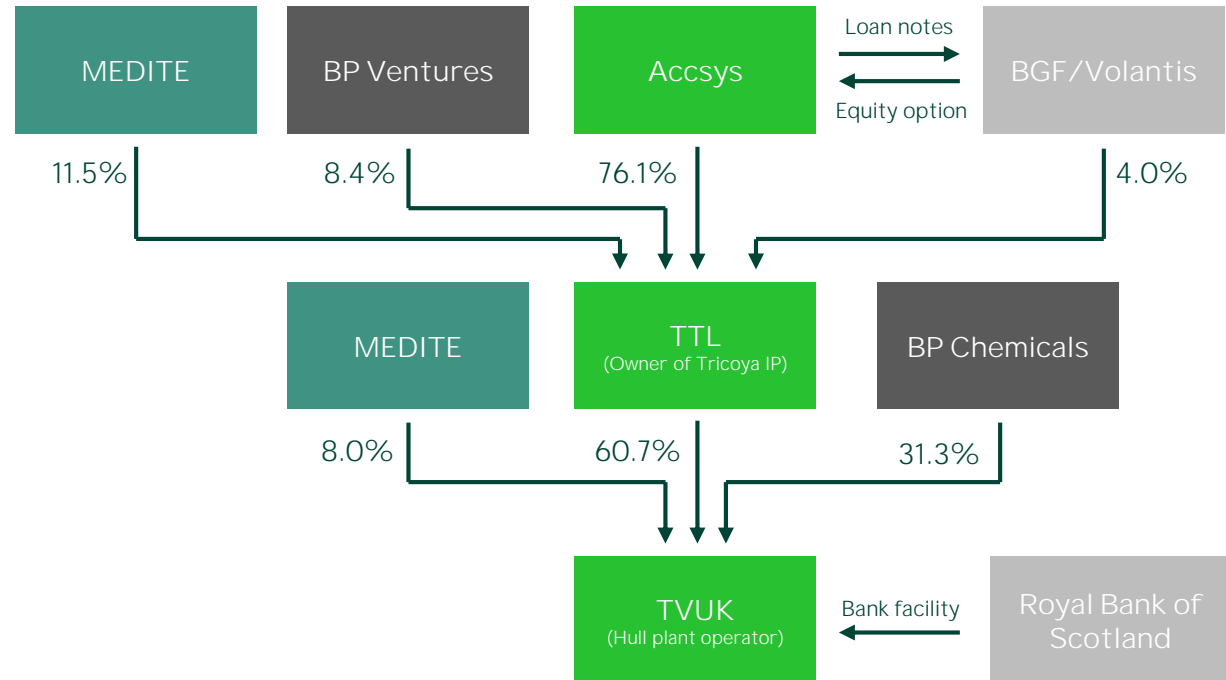 MEDITE
BP Ventures
Accsys
Loan notes
Equity option
BGF/Volantis
11.5%
8.4%
76.1%
4.0%
MEDITE
TTL
(Owner of Tricoya IP)
BP Chemicals
8.0%
60.7%
31.3%
TVUK
(Hull plant operator)
Bank facility
Royal Bank of
Scotland